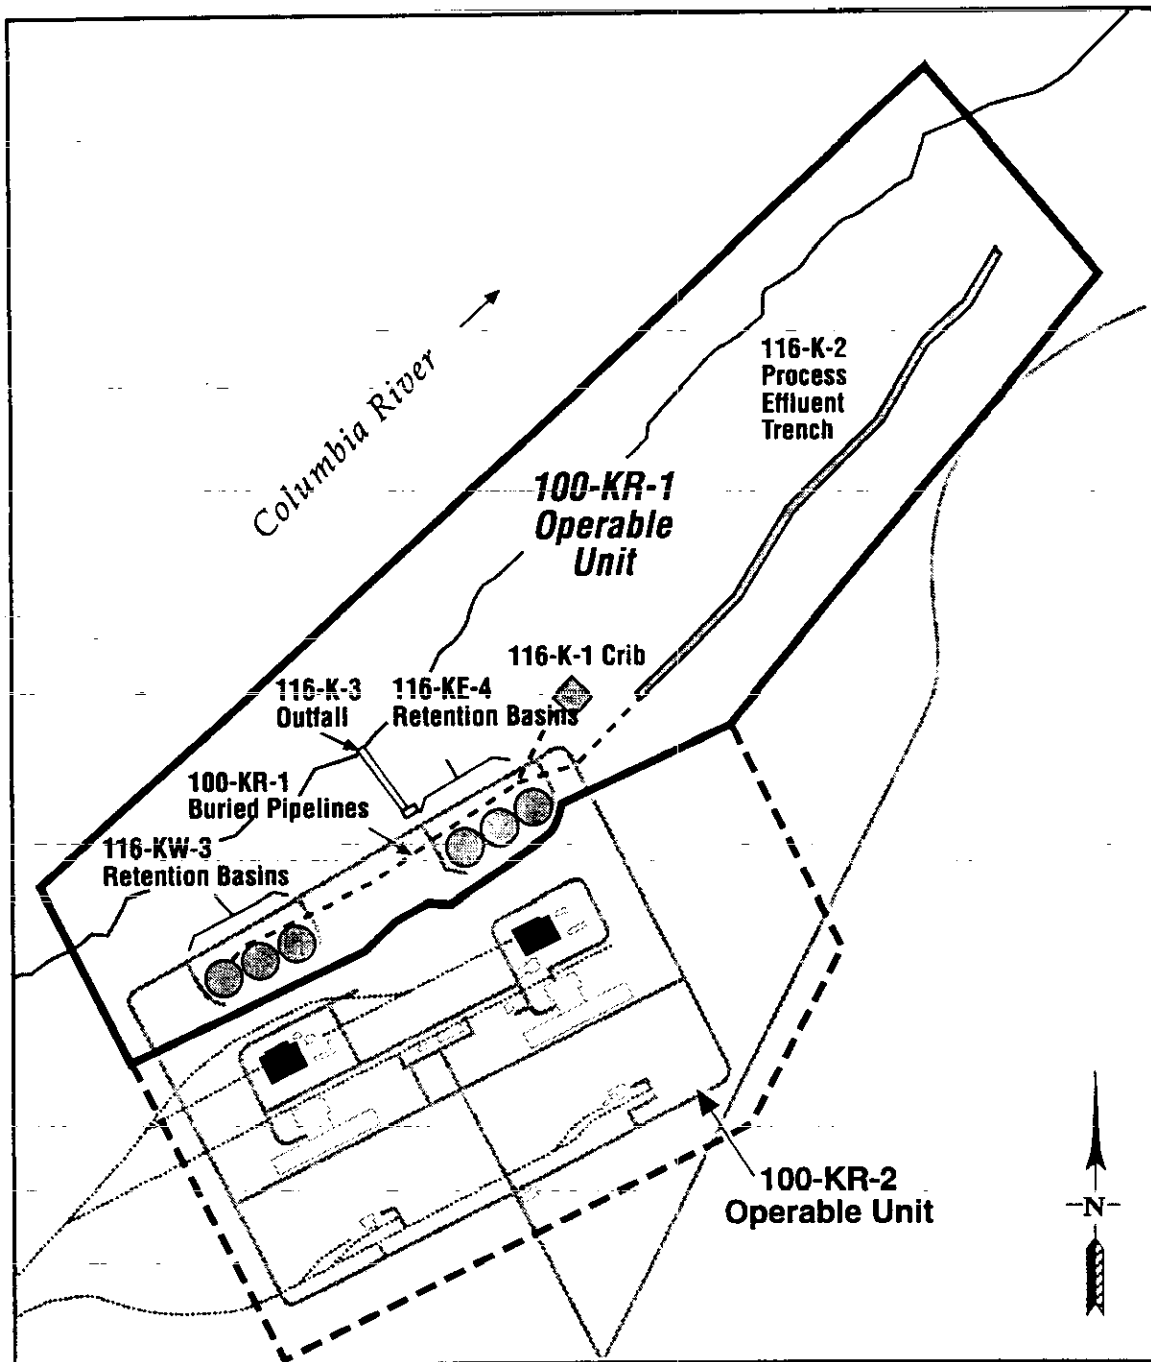 Columbia River
116-K-2
Process
Effluent
Trench
100-KR-1
Operable
Unit
116-K-1 Crib
116-K-3
Outfall
116-KE-4
Retention Basins
100-KR-1
Buried Pipelines
116-KW-3
Retention Basins
100-KR-2
Operable Unit
N